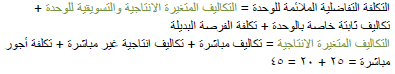 التكلفة التفاضلية الملائمة للوحدة = التكاليف المتغيرة الانتاجية والتسويقية للوحدة +
تكاليف ثابتة خاصة بالوحدة + تكلفة الفرصة البديلة
التكاليف المتغيرة الانتاجية = تكاليف مباشرة + تكاليف انتاجية غير مباشرة + تكلفة أجور
مباشرة = ٢٥ + ٢٠ = ٤٥